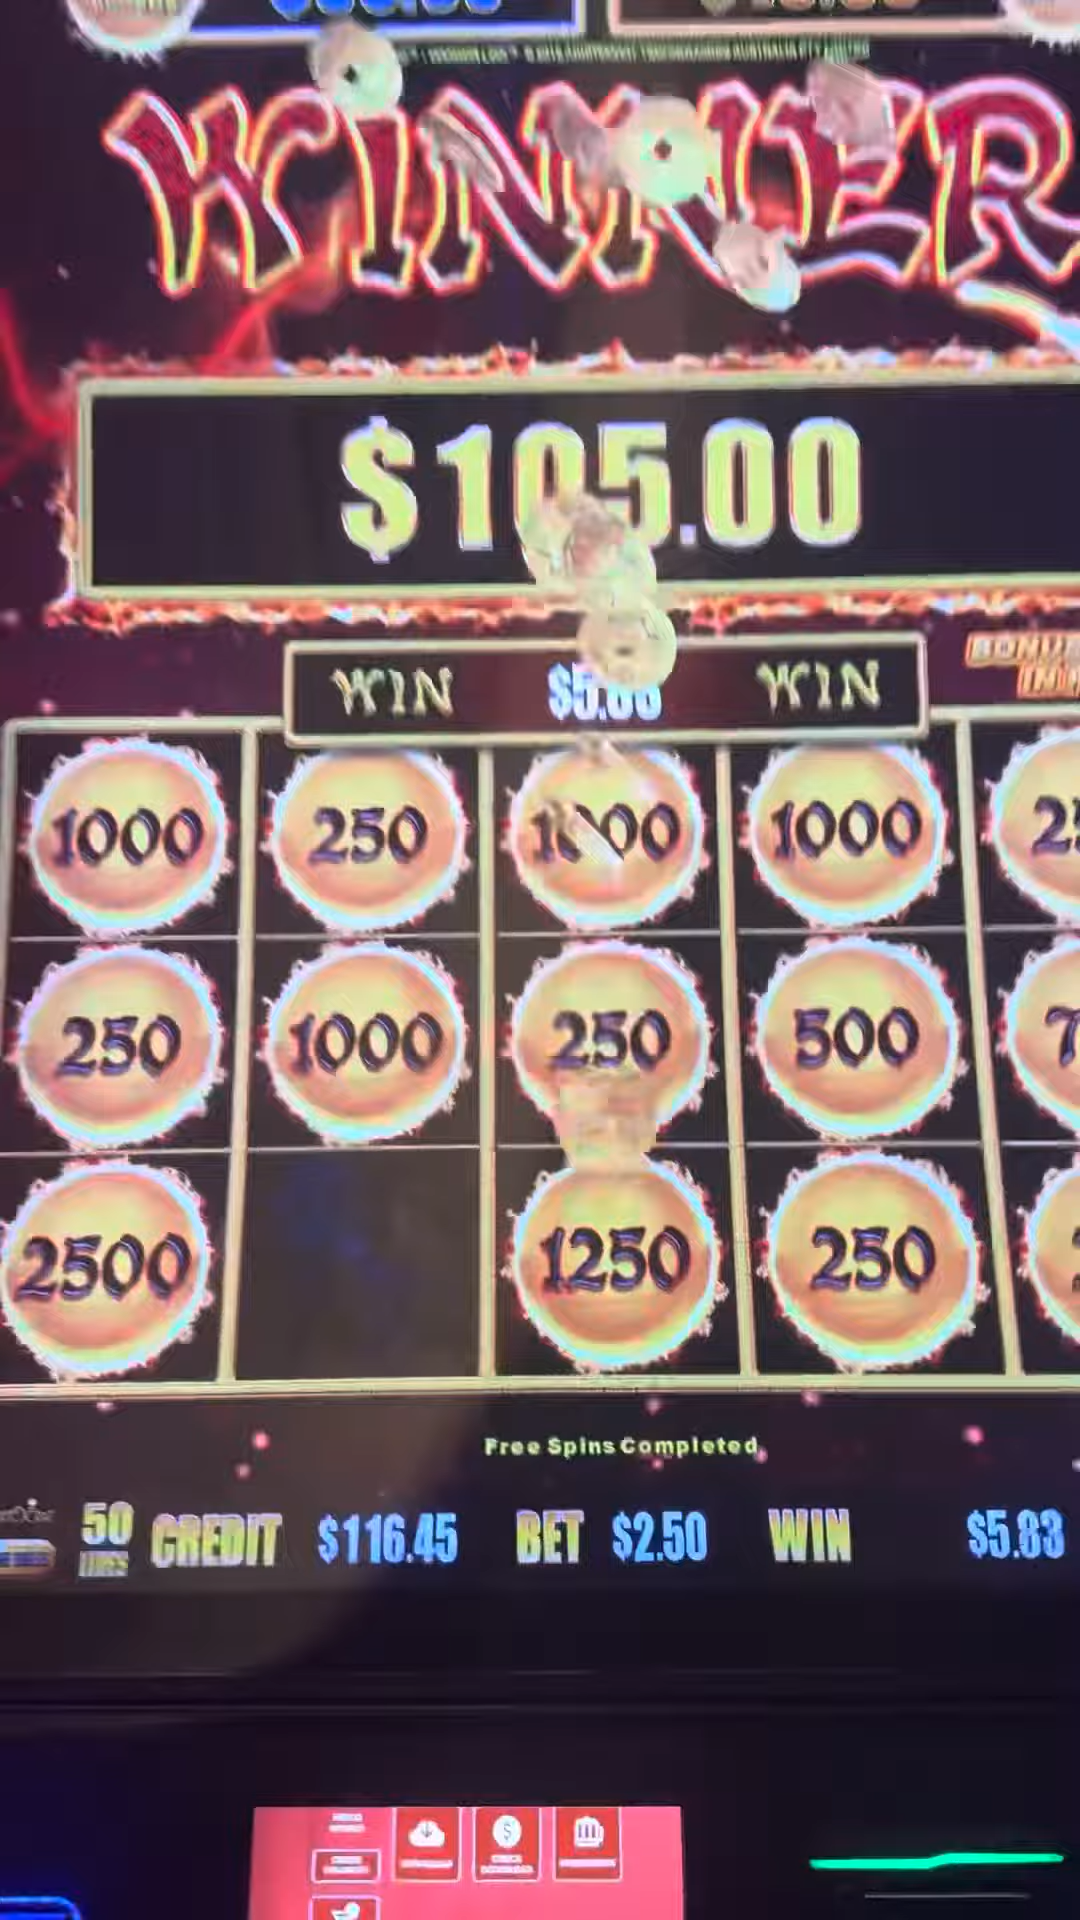 WINNER
$105.00
WIN WIN
1000 250 1000 1000
250 1000 250 500
2500 1250 250
Free Spins Completed
50 CREDIT $116.45 BET $2.50 WIN $5.83
LINES